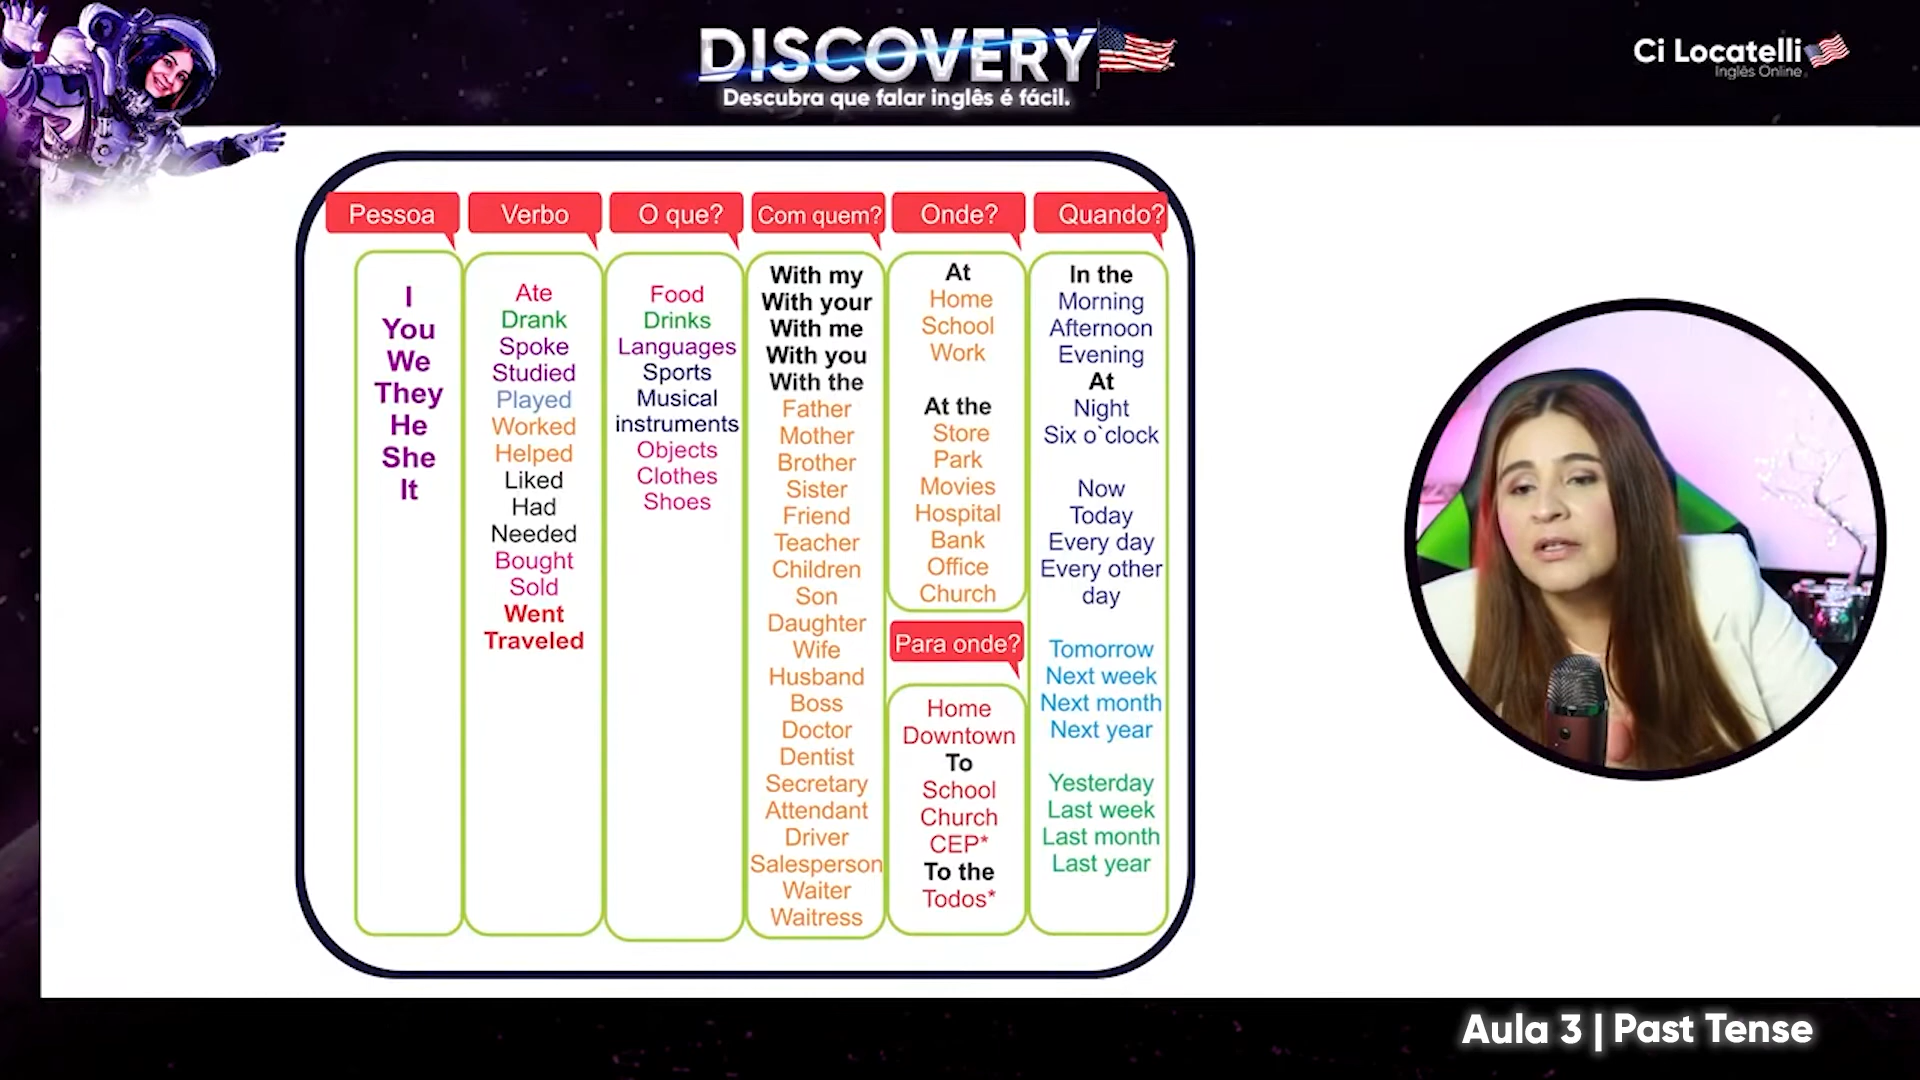 DISCOVERY
Descubra que falar inglês é fácil.
Ci Locatelli
Inglês Online
Pessoa
I
You
We
They
He
She
It
Verbo
Ate
Drank
Spoke
Studied
Played
Worked
Helped
Liked
Had
Needed
Bought
Sold
Went
Traveled
O que?
Food
Drinks
Languages
Sports
Musical
instruments
Objects
Clothes
Shoes
Com quem?
With my
With your
With me
With you
With the
Father
Mother
Brother
Sister
Friend
Teacher
Children
Son
Daughter
Wife
Husband
Boss
Doctor
Dentist
Secretary
Attendant
Driver
Salesperson
Waiter
Waitress
Onde?
At
Home
School
Work
At the
Store
Park
Movies
Hospital
Bank
Office
Church
Para onde?
Home
Downtown
To
School
Church
CEP*
To the
Todos*
Quando?
In the
Morning
Afternoon
Evening
At
Night
Six o`clock
Now
Today
Every day
Every other
day
Tomorrow
Next week
Next month
Next year
Yesterday
Last week
Last month
Last year
Aula 3 | Past Tense